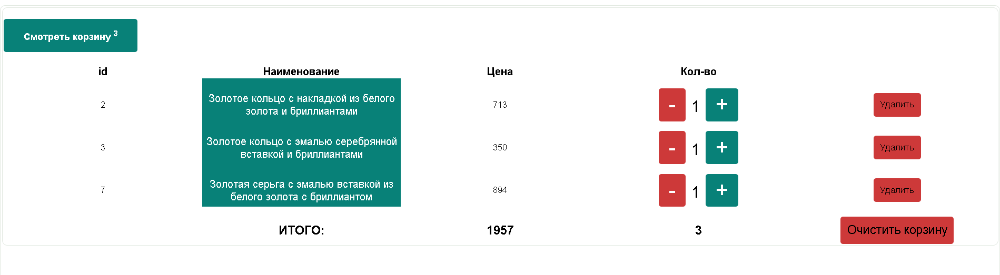 Смотреть корзину 3
id Наименование Цена Кол-во
Золотое кольцо с накладкой из белого
2 713 - 1 + Удалить
золота и бриллиантами
Золотое кольцо с эмалью серебрянной
3 350 - 1 + Удалить
вставкой и бриллиантами
Золотая серьга с эмалью вставкой из
7 894 - 1 + Удалить
белого золота с бриллиантом
ИТОГО: 1957 3 Очистить корзину